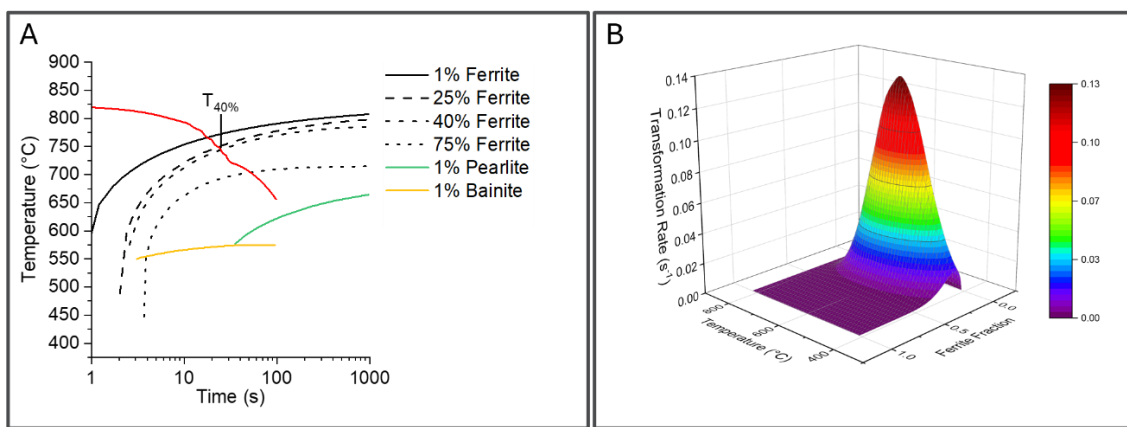 A
900
850
800
750
700
650
600
550
500
450
400
Temperature (°C)
1
10
100
1000
Time (s)
T40%
1% Ferrite
25% Ferrite
40% Ferrite
75% Ferrite
1% Pearlite
1% Bainite
B
0.14
0.12
0.10
0.08
0.06
0.04
0.02
0.00
Transformation Rate (s⁻¹)
800
600
400
Temperature (°C)
1.0
0.5
0.0
Ferrite Fraction
0.13
0.10
0.08
0.05
0.03
0.00